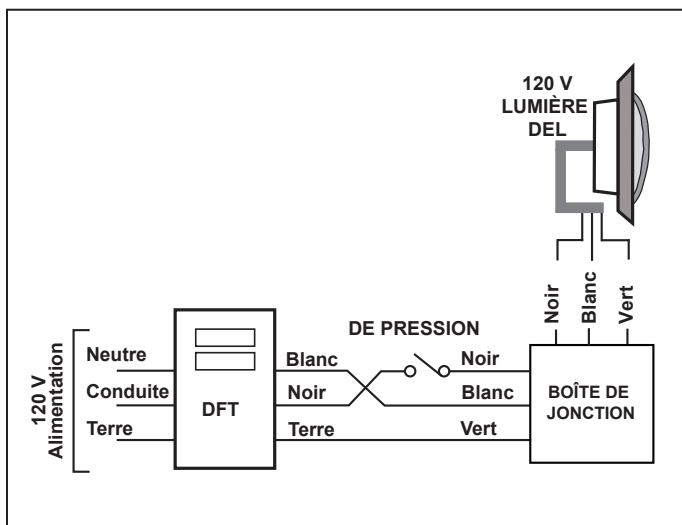 120 V
LUMIÈRE
DEL
Noir
Blanc
Vert
DE PRESSION
120 V
Alimentation
Neutre
Conduite
Terre
DFT
Blanc
Noir
Terre
Noir
Blanc
Vert
BOÎTE DE
JONCTION